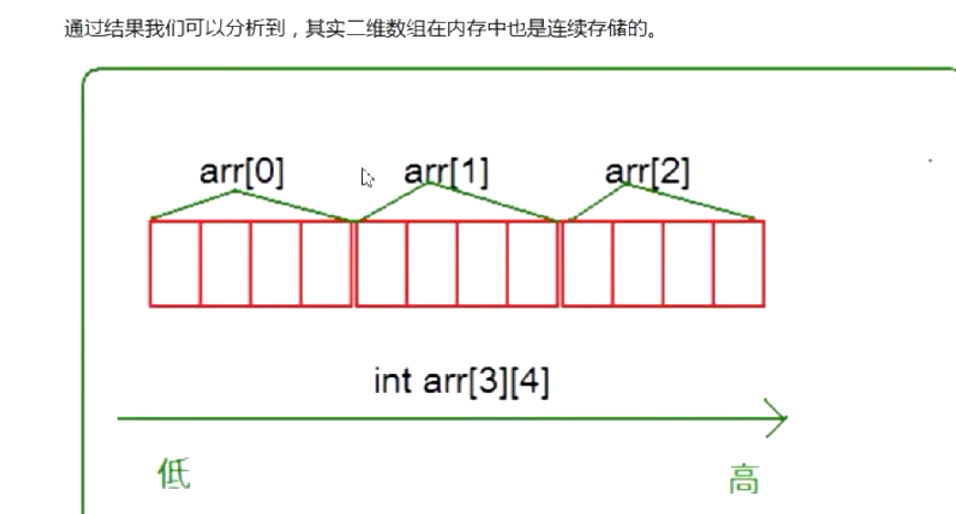 通过结果我们可以分析到，其实二维数组在内存中也是连续存储的。
arr[0] arr[1] arr[2]
int arr[3][4]
低 高